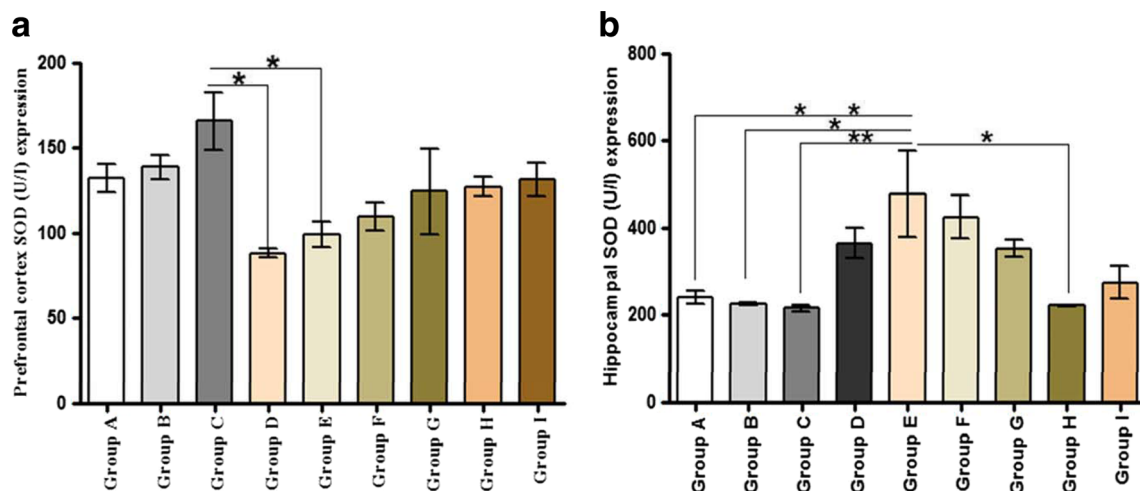 a
Prefrontal cortex SOD (U/I) expression
200
150
100
50
0
* *
Group A
Group B
Group C
Group D
Group E
Group F
Group G
Group H
Group I
b
Hippocampal SOD (U/I) expression
800
600
400
200
0
* *
*
**
*
Group A
Group B
Group C
Group D
Group E
Group F
Group G
Group H
Group I